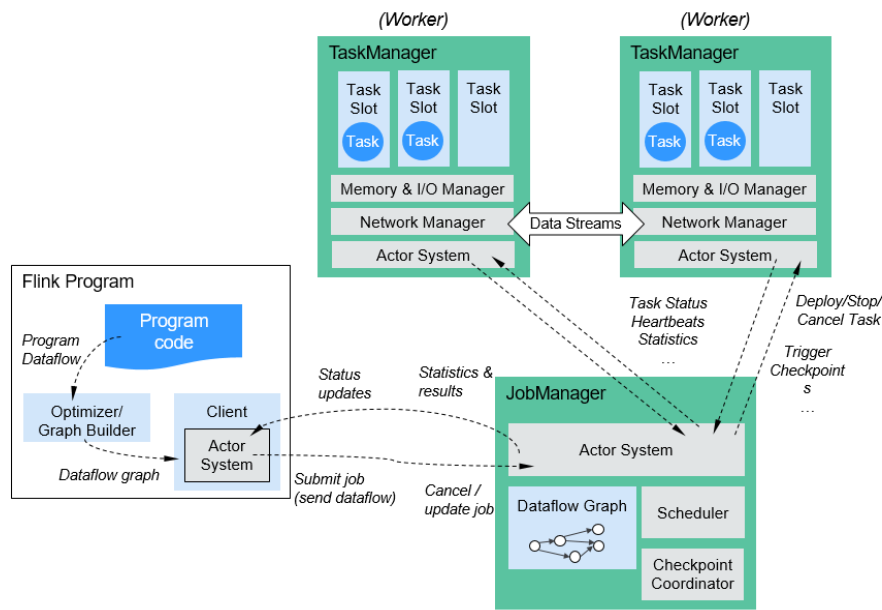 (Worker)
(Worker)
TaskManager
Task
Slot
Task
Task
Slot
Task
Task
Slot
Memory & I/O Manager
Network Manager
Actor System
TaskManager
Task
Slot
Task
Task
Slot
Task
Task
Slot
Memory & I/O Manager
Network Manager
Actor System
Data Streams
Flink Program
Program
code
Program
Dataflow
Optimizer/
Graph Builder
Client
Actor
System
Dataflow graph
Status
updates
Statistics &
results
Submit job
(send dataflow)
Cancel /
update job
Task Status
Heartbeats
Statistics
...
Deploy/Stop/
Cancel Task
Trigger
Checkpoint
s
...
JobManager
Actor System
Dataflow Graph
Scheduler
Checkpoint
Coordinator